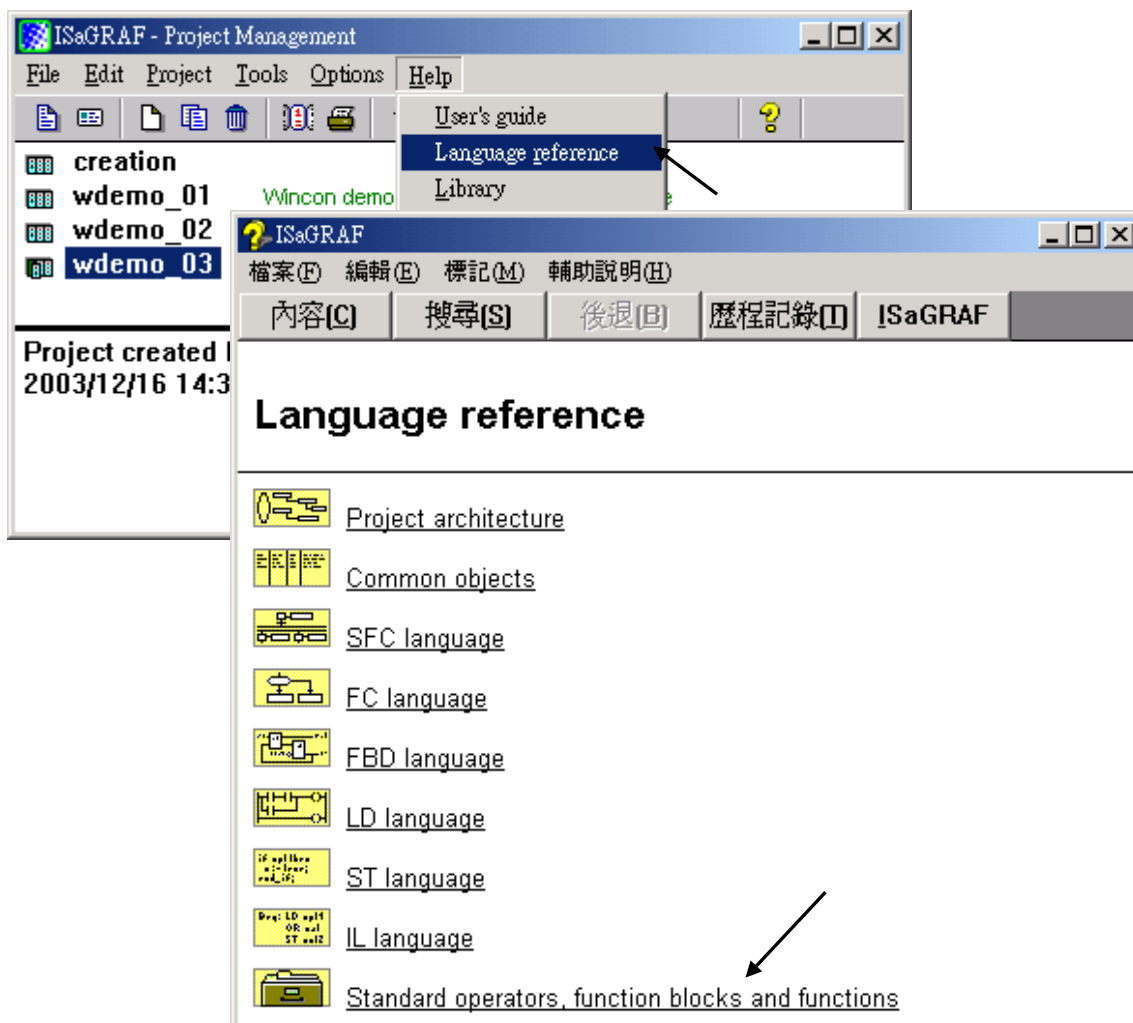 ISaGRAF - Project Management
File Edit Project Tools Options Help
User's guide
Language reference
Library
creation
wdemo_01 Wincon demo
wdemo_02
wdemo_03
Project created
2003/12/16 14:3
ISaGRAF
檔案(F) 編輯(E) 標記(M) 輔助說明(H)
內容(C) 搜尋(S) 後退(B) 歷程記錄(T) ISaGRAF
Language reference
Project architecture
Common objects
SFC language
FC language
FBD language
LD language
ST language
IL language
Standard operators, function blocks and functions